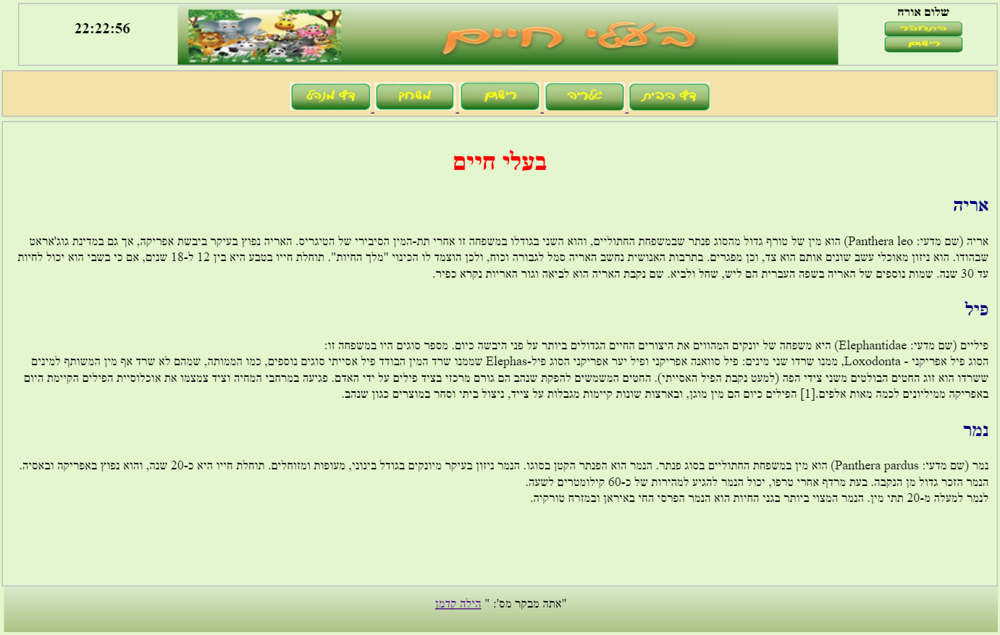 שלום אורח
התחבר
רישום
בעלי חיים
22:22:56
דף הבית
גלריה
רישום
משחק
דף מנהל
בעלי חיים
אריה
אריה (שם מדעי: Panthera leo) הוא מין של טורף גדול מהסוג פנתר שבמשפחת החתוליים, והוא השני בגודלו במשפחה זו אחרי תת-המין הסיבירי של הטיגריס. האריה נפוץ בעיקר ביבשת אפריקה, אך גם במדינת גוג'אראט
שבהודו. הוא ניזון מאוכלי עשב שונים אותם הוא צד, וכן מפגרים. בתרבות האנושית נחשב האריה סמל לגבורה וכוח, ולכן הוצמד לו הכינוי "מלך החיות". תוחלת חייו בטבע היא בין 12 ל-18 שנים, אם כי בשבי הוא יכול לחיות
עד 30 שנה. שמות נוספים של האריה בשפה העברית הם ליש, שחל ולביא. שם נקבת האריה הוא לביאה וגור האריות נקרא כפיר.
פיל
פיליים (שם מדעי: Elephantidae) היא משפחה של יונקים המהווים את היצורים החיים הגדולים ביותר על פני היבשה כיום. מספר סוגים היו במשפחה זו:
הסוג פיל אפריקני - Loxodonta, ממנו שרדו שני מינים: פיל סוואנה אפריקני ופיל יער אפריקני הסוג פיל-Elephas שממנו שרד המין הבודד פיל אסייתי סוגים נוספים, כמו הממותה, שמהם לא שרד אף מין המשותף למינים
ששרדו הוא זוג החטים הבולטים משני צידי הפה (למעט נקבת הפיל האסייתי). החטים המשמשים להפקת שנהב הם גורם מרכזי בציד פילים על ידי האדם. פגיעה במרחבי המחיה וציד צמצמו את אוכלוסיית הפילים הקיימת היום
באפריקה ממיליונים לכמה מאות אלפים.[1] הפילים כיום הם מין מוגן, ובארצות שונות קיימות מגבלות על צייד, ניצול ביתי וסחר במוצרים כגון שנהב.
נמר
נמר (שם מדעי: Panthera pardus) הוא מין במשפחת החתוליים בסוג פנתר. הנמר הוא הפנתר הקטן בסוגו. הנמר ניזון בעיקר מיונקים בגודל בינוני, מעופות ומזוחלים. תוחלת חייו היא כ-20 שנה, והוא נפוץ באפריקה ובאסיה.
הנמר הזכר גדול מן הנקבה. בעת מרדף אחרי טרפו, יכול הנמר להגיע למהירות של כ-60 קילומטרים לשעה.
לנמר למעלה מ-20 תתי מין. הנמר המצוי ביותר בגני החיות הוא הנמר הפרסי החי באיראן ובמזרח טורקיה.
"אתה מבקר מס': " הילה קדמן